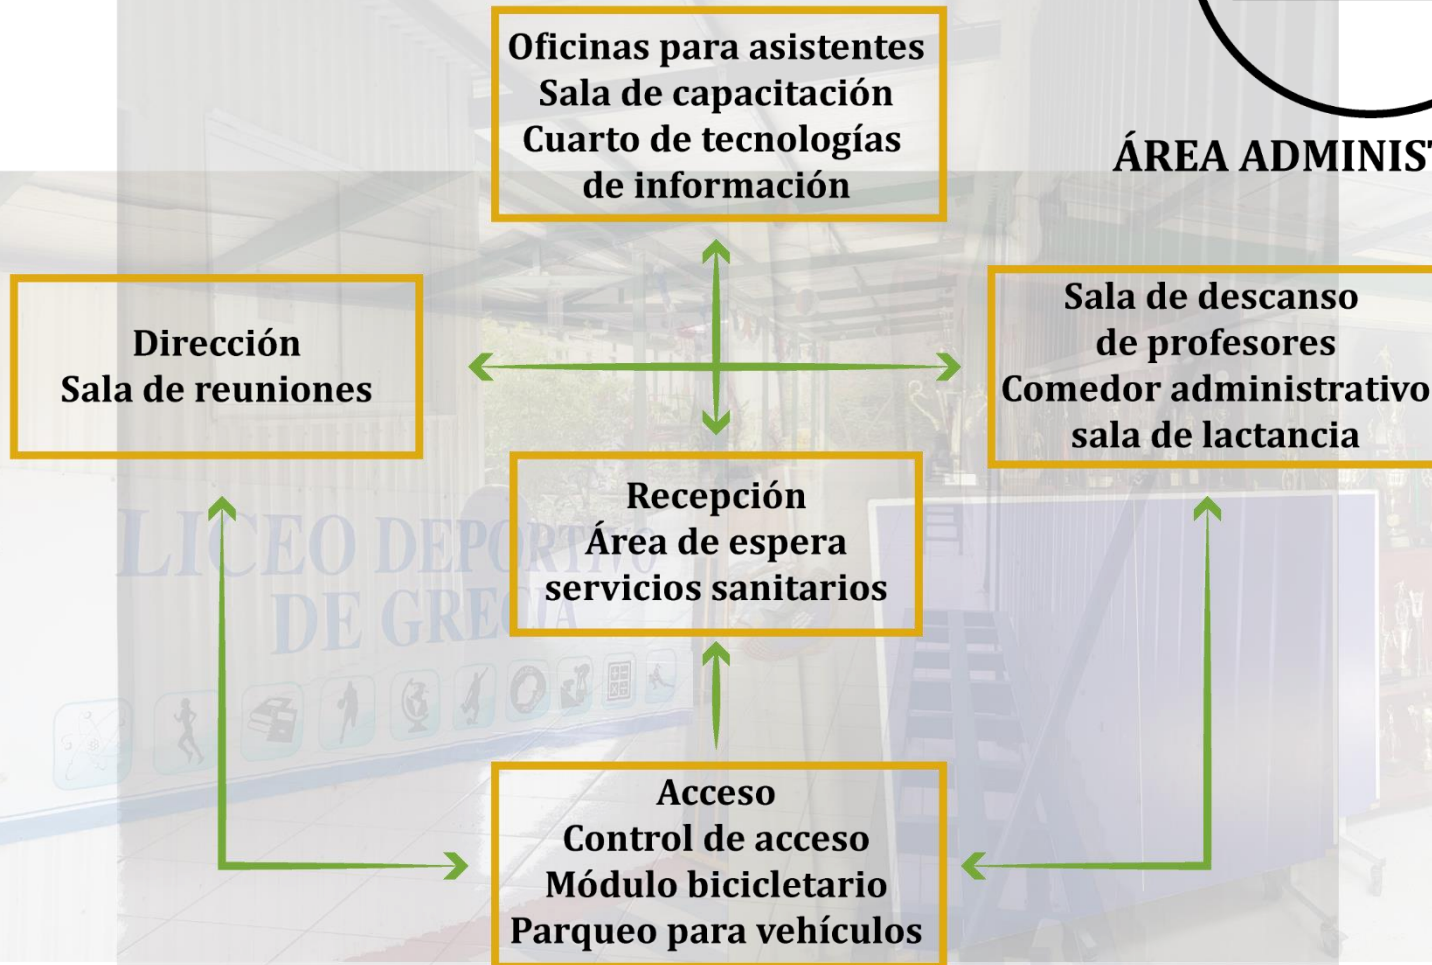 Oficinas para asistentes
Sala de capacitación
Cuarto de tecnologías
de información
ÁREA ADMINIST
Dirección
Sala de reuniones
Sala de descanso
de profesores
Comedor administrativo
sala de lactancia
Recepción
Área de espera
servicios sanitarios
LICEO DEPORTIVO
DE GRECIA
Acceso
Control de acceso
Módulo bicicletario
Parqueo para vehículos